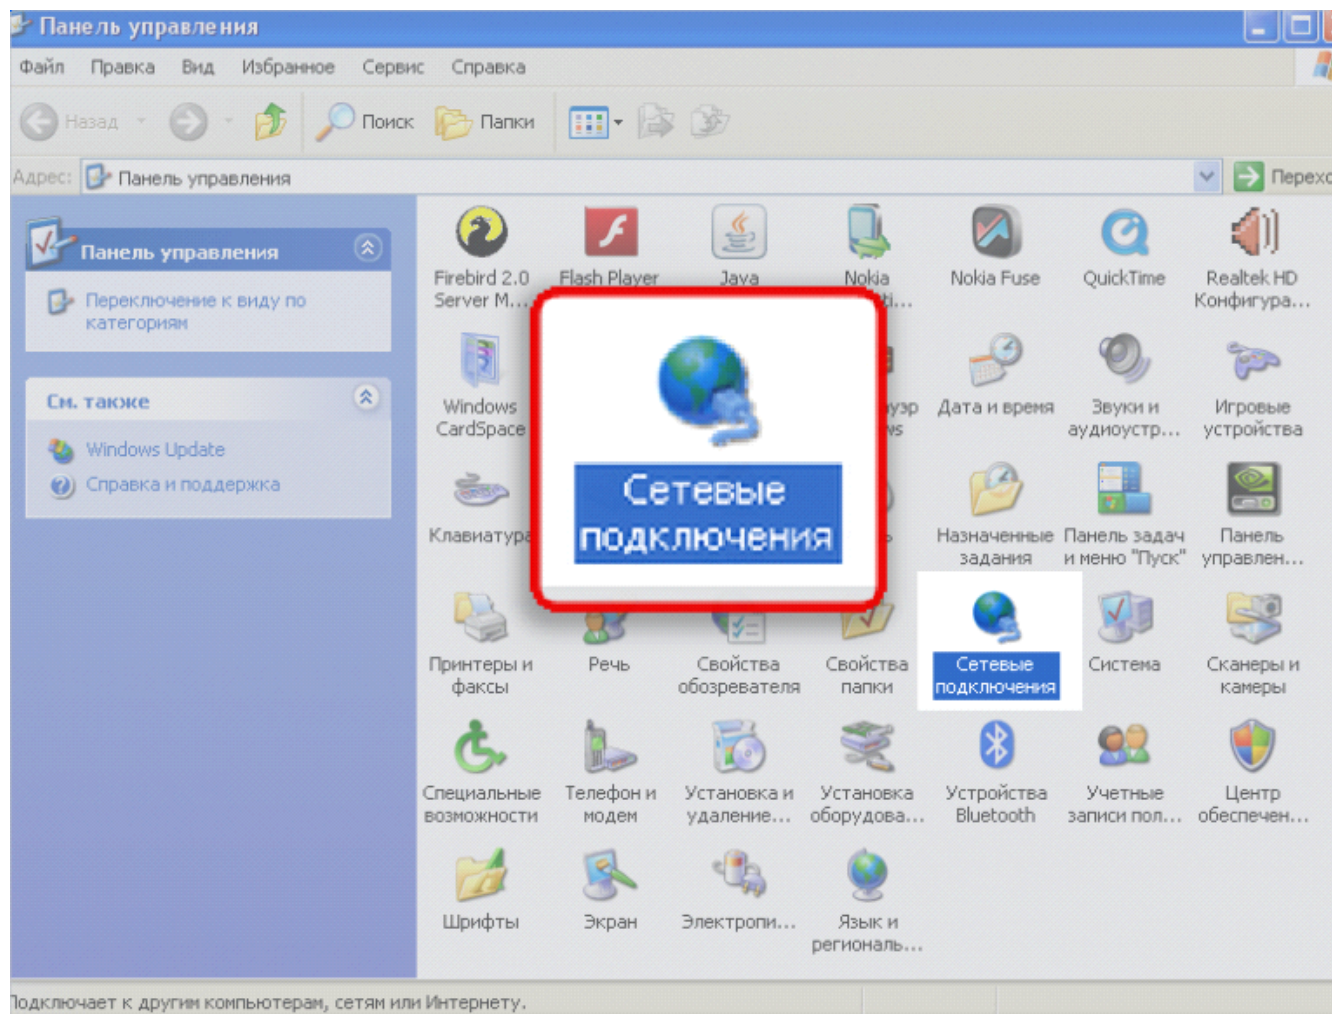 Панель управления
Файл Правка Вид Избранное Сервис Справка
Назад Поиск Папки
Адрес: Панель управления
Панель управления
Переключение к виду по
категориям
См. также
Windows Update
Справка и поддержка
Firebird 2.0
Server M...
Flash Player
Java
Nokia
Nokia Fuse
QuickTime
Realtek HD
Конфигура...
Windows
CardSpace
Дата и время
Звуки и
аудиоустр...
Игровые
устройства
Клавиатура
Сетевые
подключения
Назначенные
задания
Панель задач
и меню "Пуск"
Панель
управлен...
Принтеры и
факсы
Речь
Свойства
обозревателя
Свойства
папки
Сетевые
подключения
Система
Сканеры и
камеры
Специальные
возможности
Телефон и
модем
Установка и
удаление...
Установка
оборудова...
Устройства
Bluetooth
Учетные
записи пол...
Центр
обеспечен...
Шрифты
Экран
Электропи...
Язык и
региональ...
Подключает к другим компьютерам, сетям или Интернету.